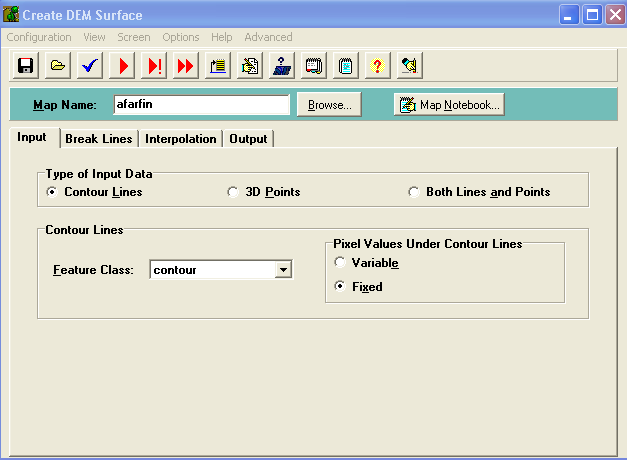 Create DEM Surface
Configuration View Screen Options Help Advanced
Map Name: afarfin Browse... Map Notebook...
Input Break Lines Interpolation Output
Type of Input Data
Contour Lines 3D Points Both Lines and Points
Contour Lines
Pixel Values Under Contour Lines
Feature Class: contour
Variable
Fixed